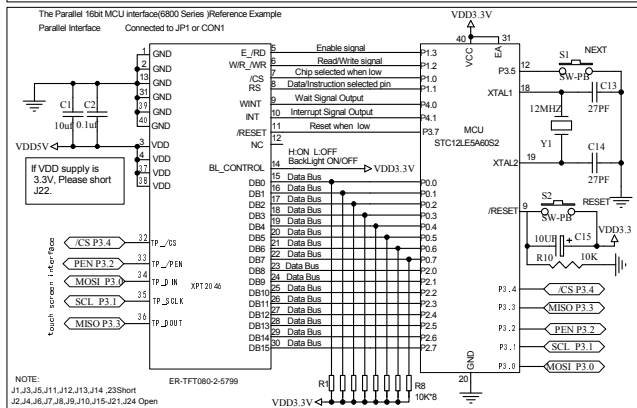 The Parallel 16bit MCU interface(6800 Series )Reference Example
Parallel Interface Connected to JP1 or CON1
VDD3.3V
1 GND
2 GND
13 GND
31 GND
39 GND
40 GND
3 VDD
4 VDD
37 VDD
38 VDD
C1
10uf
C2
0.1uf
VDD5V
If VDD supply is
3.3V, Please short
J22.
E_/RD 5 Enable signal P1.3
W/R_/WR 6 Read/Write signal P1.2
/CS 7 Chip selected when low P1.0
RS 8 Data/Instruction selected pin P1.1
WINT 9 Wait Signal Output P4.0
INT 10 Interrupt Signal Output P4.1
/RESET 11 Reset when low P3.7
NC 12
H:ON L:OFF
BL_CONTROL 14 BackLight ON/OFF VDD3.3V
DB0 15 Data Bus P0.0
DB1 16 Data Bus P0.1
DB2 17 Data Bus P0.2
DB3 18 Data Bus P0.3
DB4 19 Data Bus P0.4
DB5 20 Data Bus P0.5
DB6 21 Data Bus P0.6
DB7 22 Data Bus P0.7
DB8 23 Data Bus P2.0
DB9 24 Data Bus P2.1
DB10 25 Data Bus P2.2
DB11 26 Data Bus P2.3
DB12 27 Data Bus P2.4
DB13 28 Data Bus P2.5
DB14 29 Data Bus P2.6
DB15 30 Data Bus P2.7
touch screen interface
/CS P3.4 32 TP_/CS
PEN P3.2 33 TP_/PEN
MOSI P3.0 34 TP_DIN
SCL P3.1 35 TP_SCLK
MISO P3.3 36 TP_DOUT
XPT2046
ER-TFT080-2-5799
NOTE:
J1,J3,J5,J11,J12,J13,J14 ,23Short
J2,J4,J6,J7,J8,J9,J10,J15-J21,J24 Open
R1
R8
10K*8
VDD3.3V
40 VCC
31 EA
MCU
STC12LE5A60S2
GND
20
P3.5 12
S1 NEXT
SW-PB
XTAL1 18
C13
27PF
12MHZ
Y1
XTAL2 19
C14
27PF
/RESET 9
S2 RESET
SW-PB
VDD3.3
10UF + C15
R10 10K
P3.4 /CS P3.4
P3.3 MISO P3.3
P3.2 PEN P3.2
P3.1 SCL P3.1
P3.0 MOSI P3.0